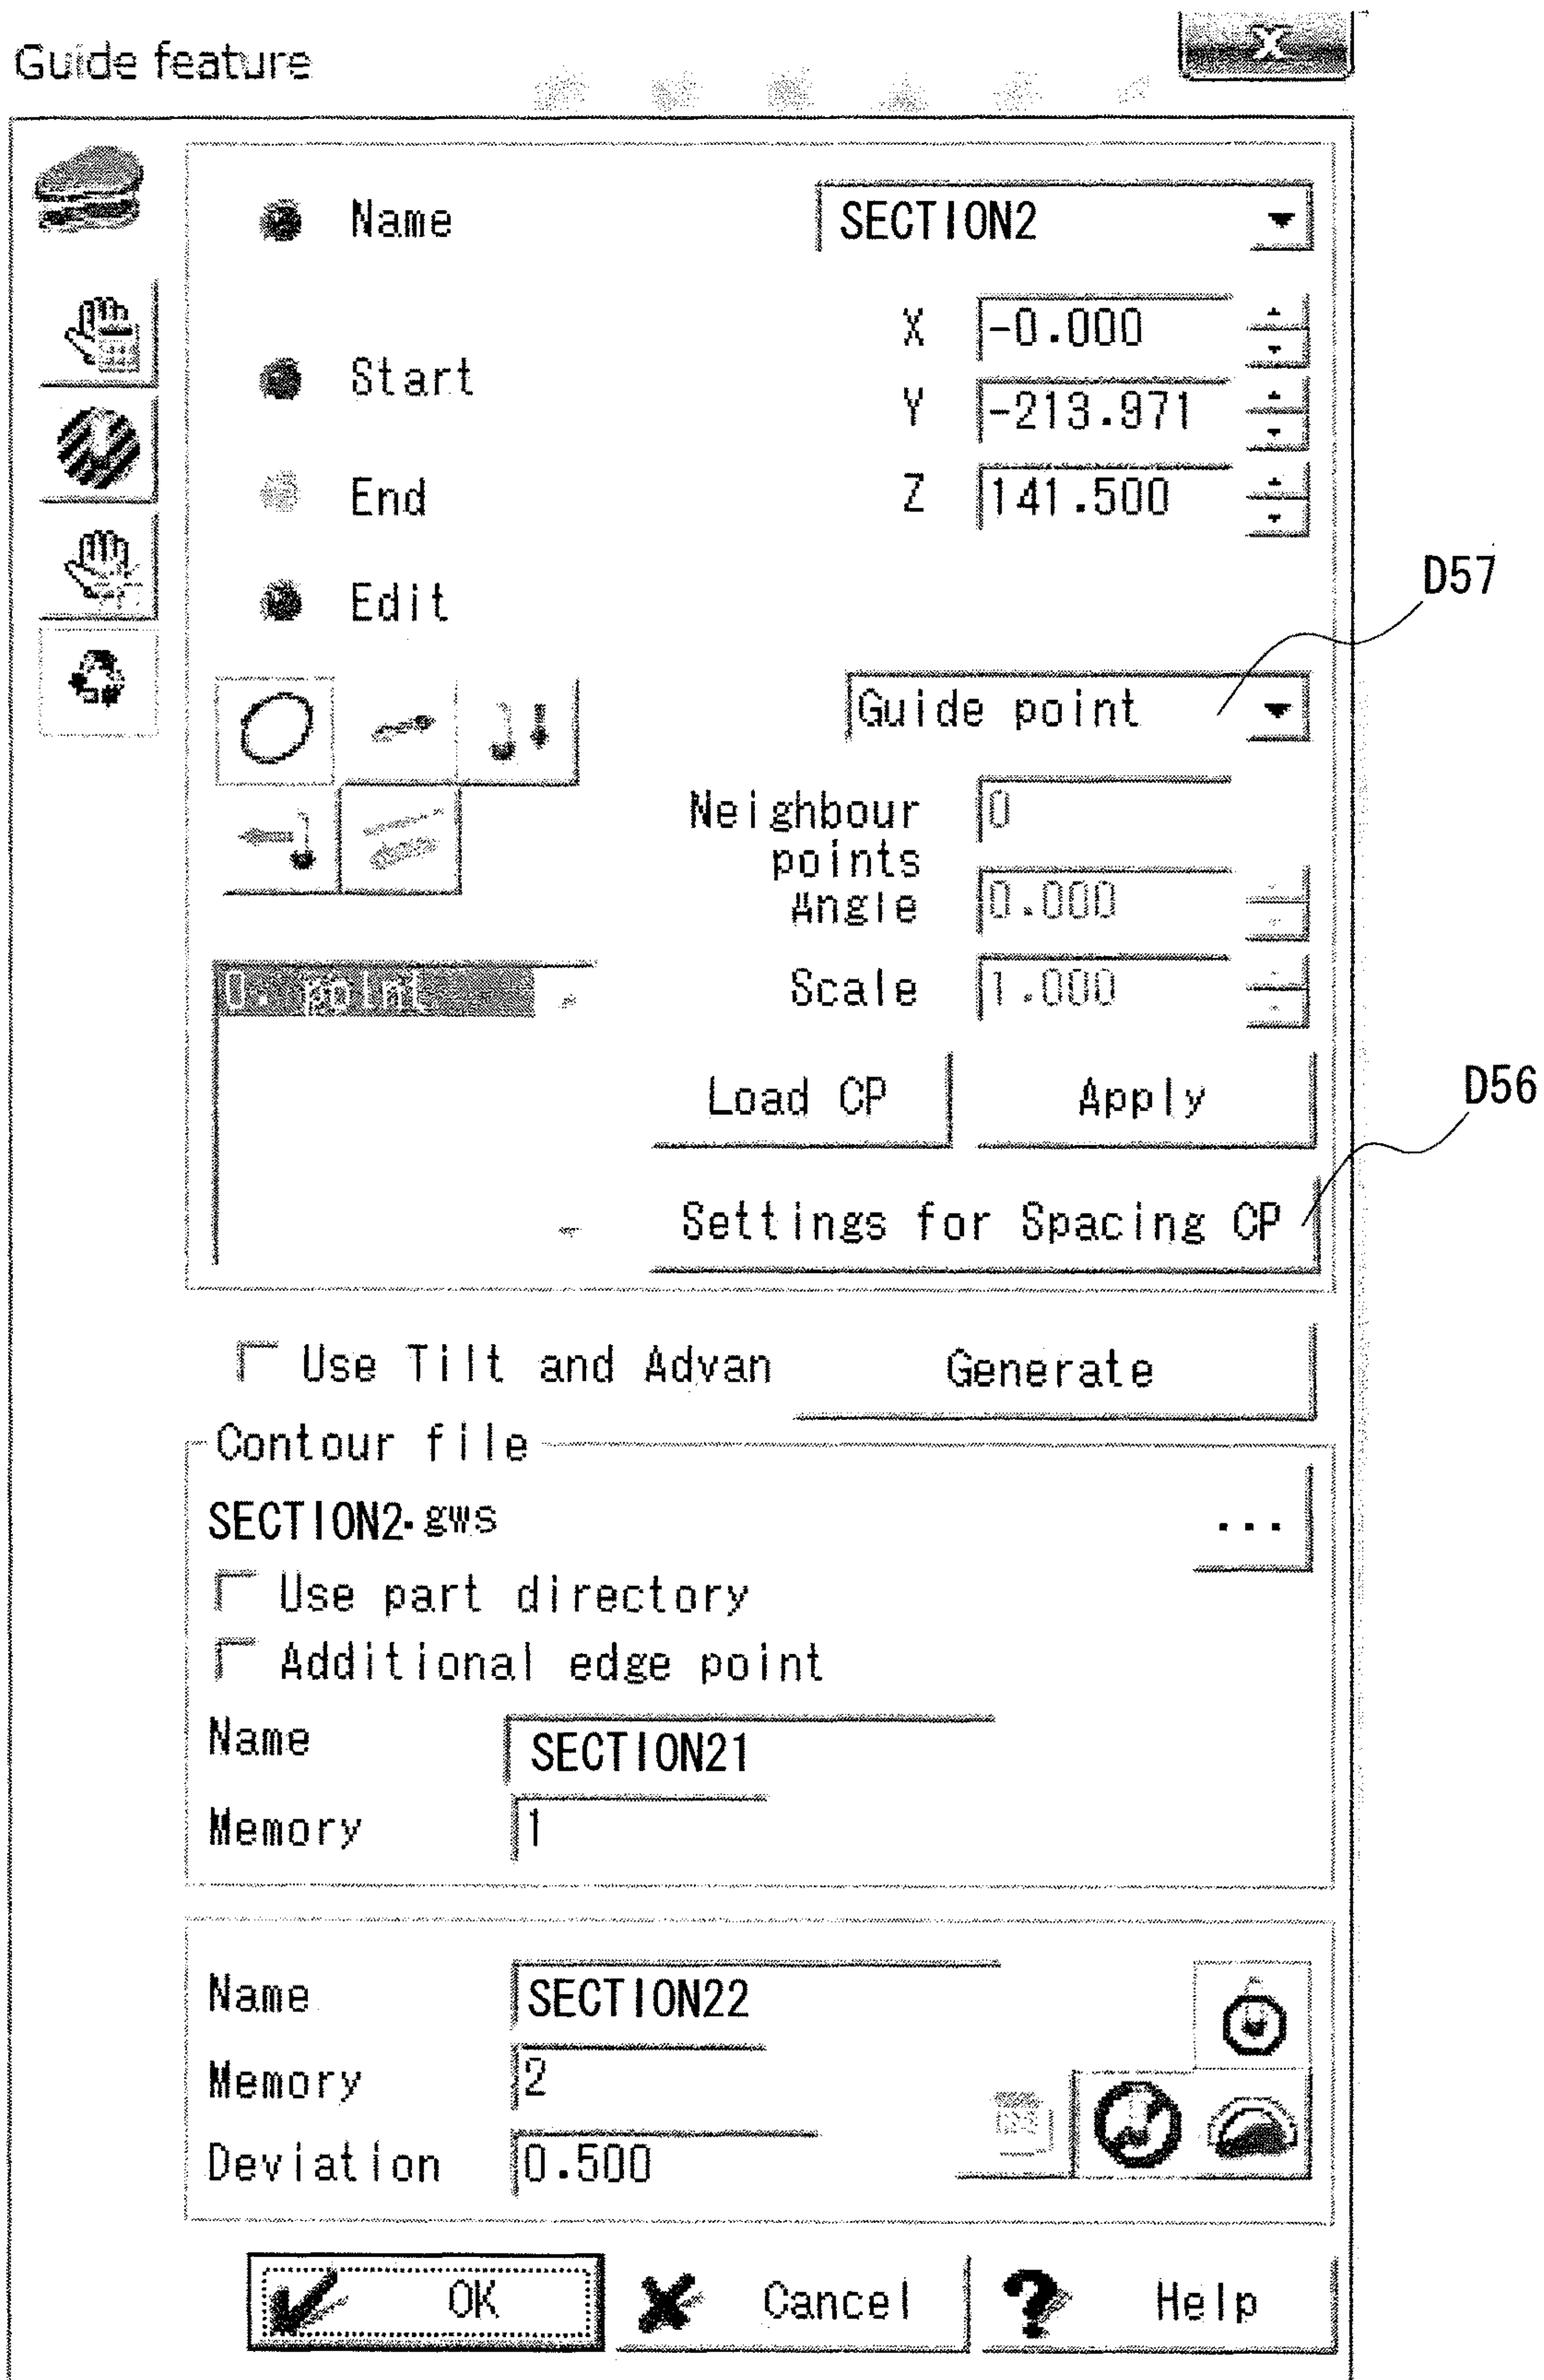 Guide feature
X
Name SECTION2
X -0.000
Start
Y -213.971
End Z 141.500
D57
Edit
Guide point
Neighbour 0
points
Angle 0.000
0. point Scale 1.000
Load CP Apply
D56
Settings for Spacing CP
Use Tilt and Advan Generate
Contour file
SECTION2.gws ...
Use part directory
Additional edge point
Name SECTION21
Memory 1
Name SECTION22
Memory 2
Deviation 0.500
OK Cancel ? Help